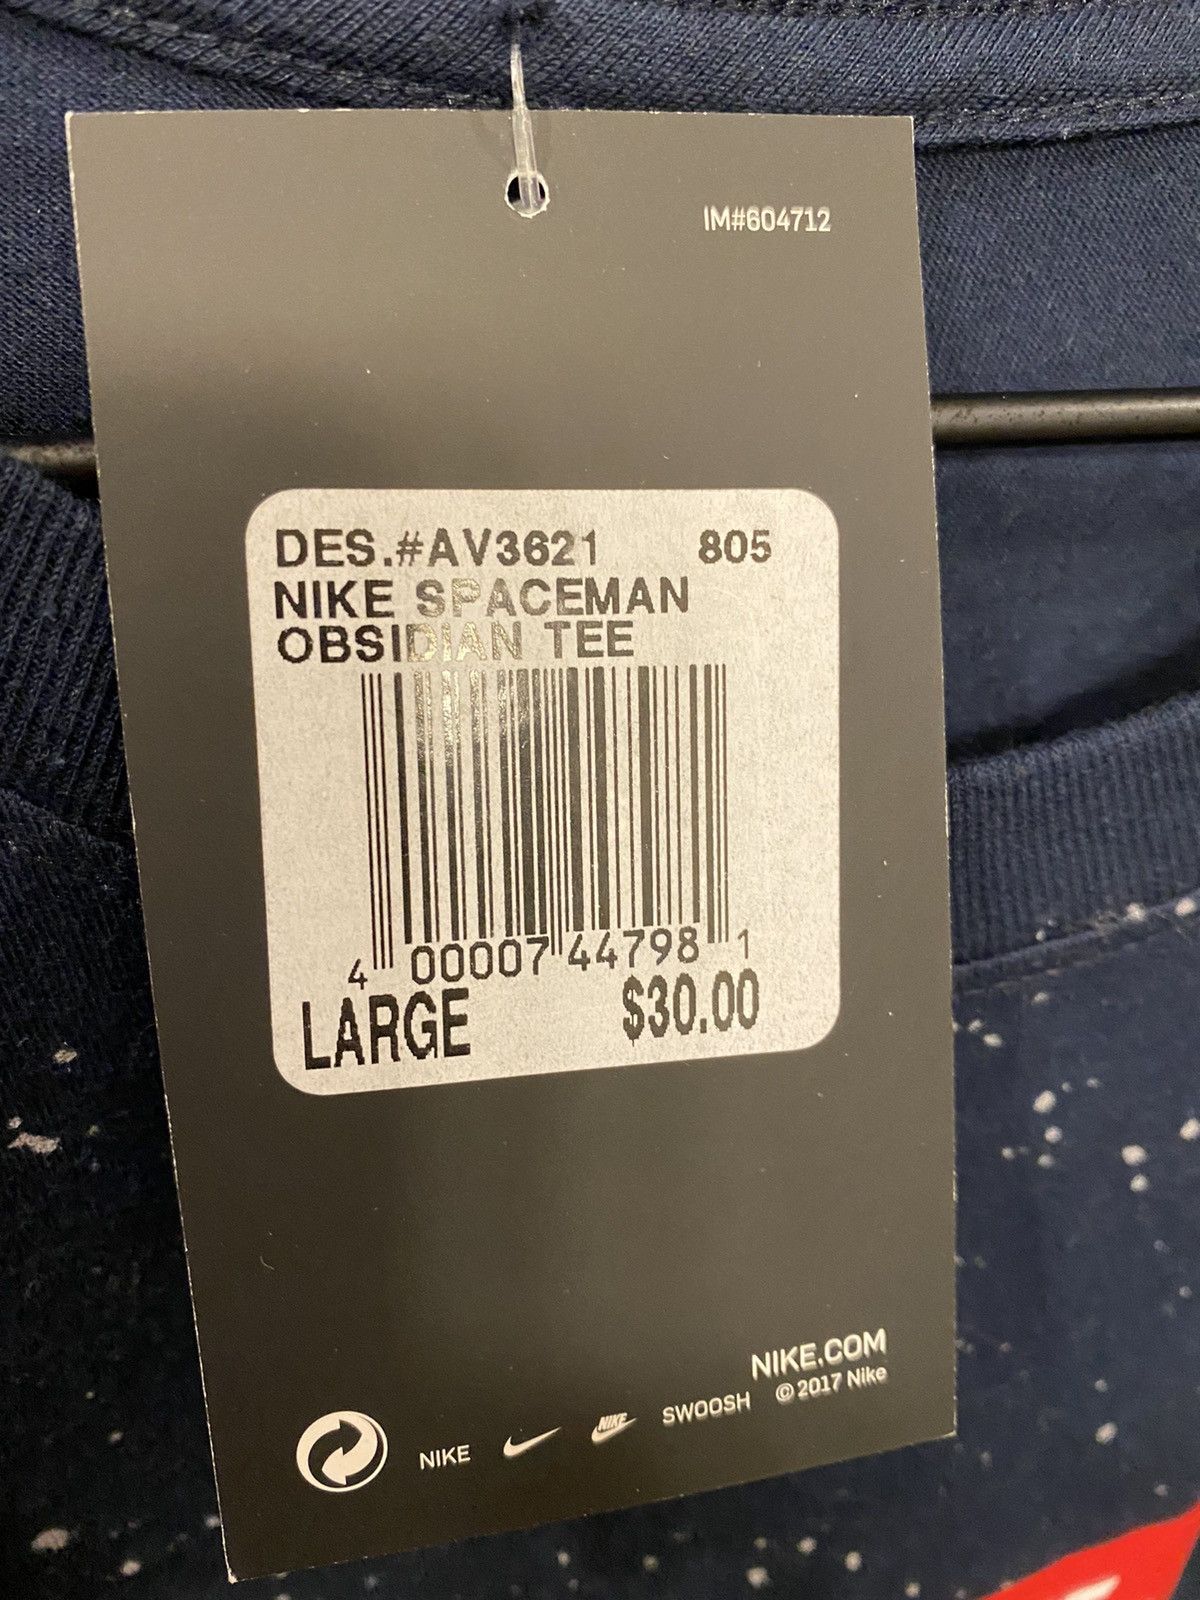 IM#604712
DES.#AV3621 805
NIKE SPACEMAN
OBSIDIAN TEE
4 00007 44798 1
LARGE $30.00
NIKE.COM
© 2017 Nike
NIKE NIKE SWOOSH